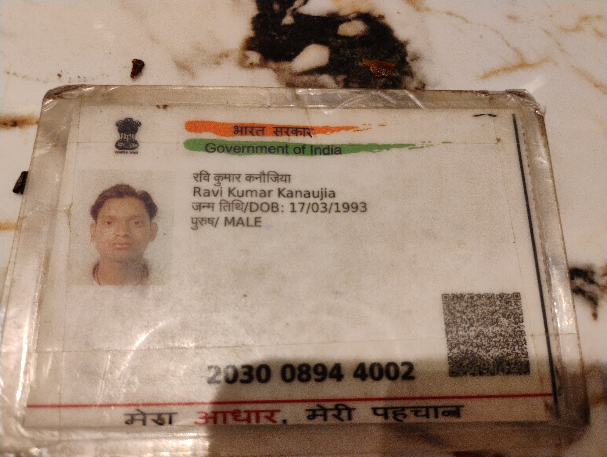 भारत सरकार
Government of India
रवि कुमार कनौजिया
Ravi Kumar Kanaujia
जन्म तिथि/DOB: 17/03/1993
पुरुष/ MALE
2030 0894 4002
मेरा आधार, मेरी पहचान